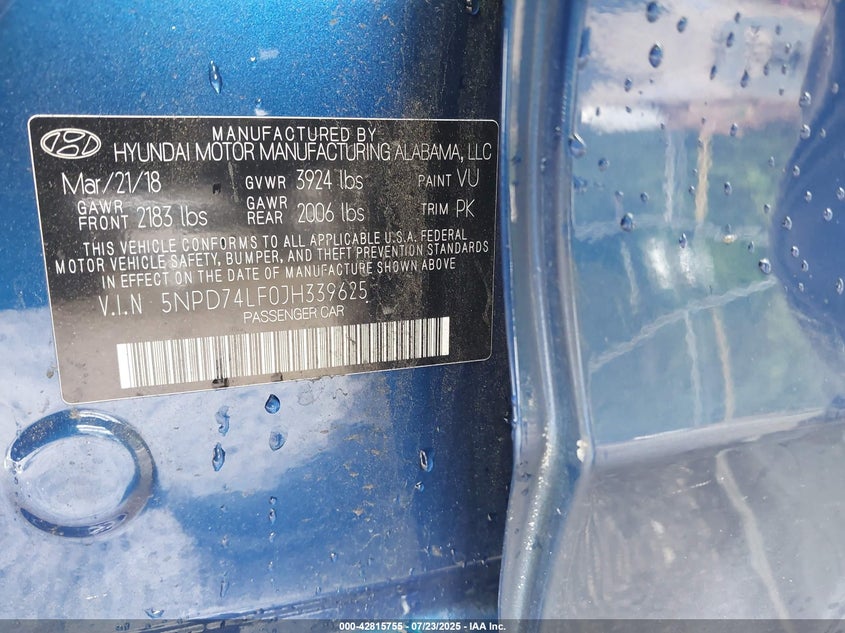 MANUFACTURED BY
HYUNDAI MOTOR MANUFACTURING ALABAMA, LLC
Mar/21/18 GVWR 3924 lbs PAINT VU
GAWR FRONT 2183 lbs GAWR REAR 2006 lbs TRIM PK
THIS VEHICLE CONFORMS TO ALL APPLICABLE U.S.A. FEDERAL
MOTOR VEHICLE SAFETY, BUMPER, AND THEFT PREVENTION STANDARDS
IN EFFECT ON THE DATE OF MANUFACTURE SHOWN ABOVE
V.I.N 5NPD74LF0JH339625
PASSENGER CAR
000-42815755 - 07/23/2025 - IAA Inc.